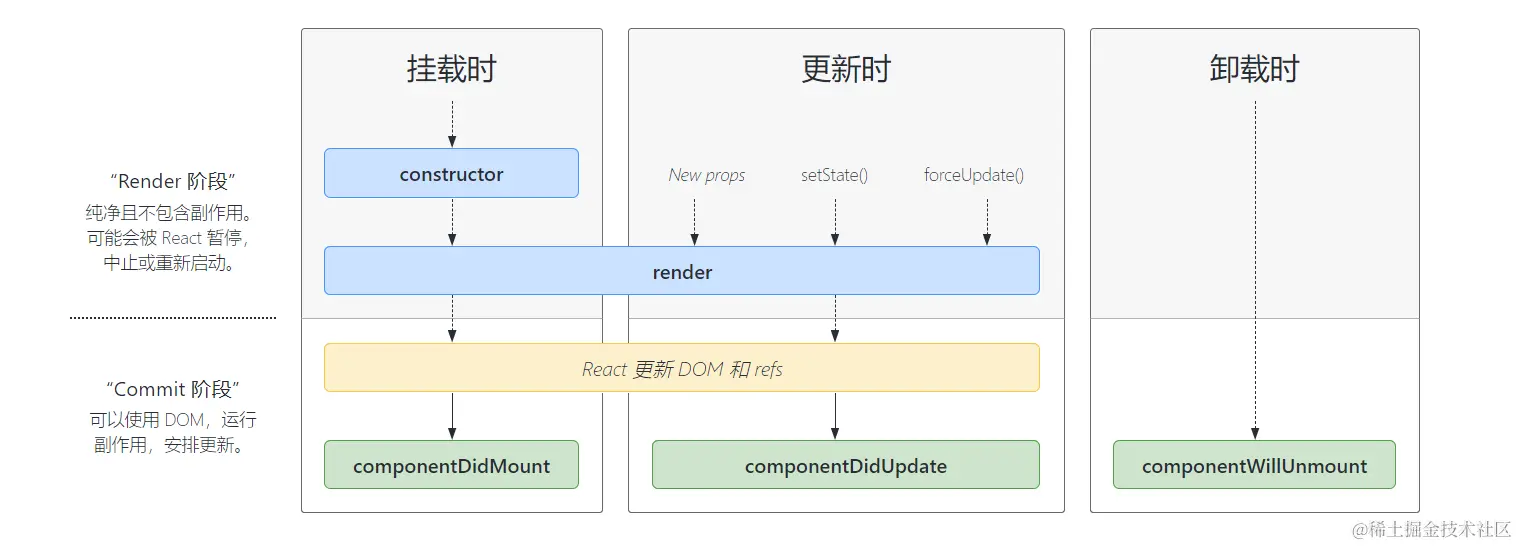 挂载时
更新时
卸载时
“Render 阶段”
纯净且不包含副作用。
可能会被 React 暂停，
中止或重新启动。
constructor
New props
setState()
forceUpdate()
render
“Commit 阶段”
可以使用 DOM，运行
副作用，安排更新。
React 更新 DOM 和 refs
componentDidMount
componentDidUpdate
componentWillUnmount
@稀土掘金技术社区